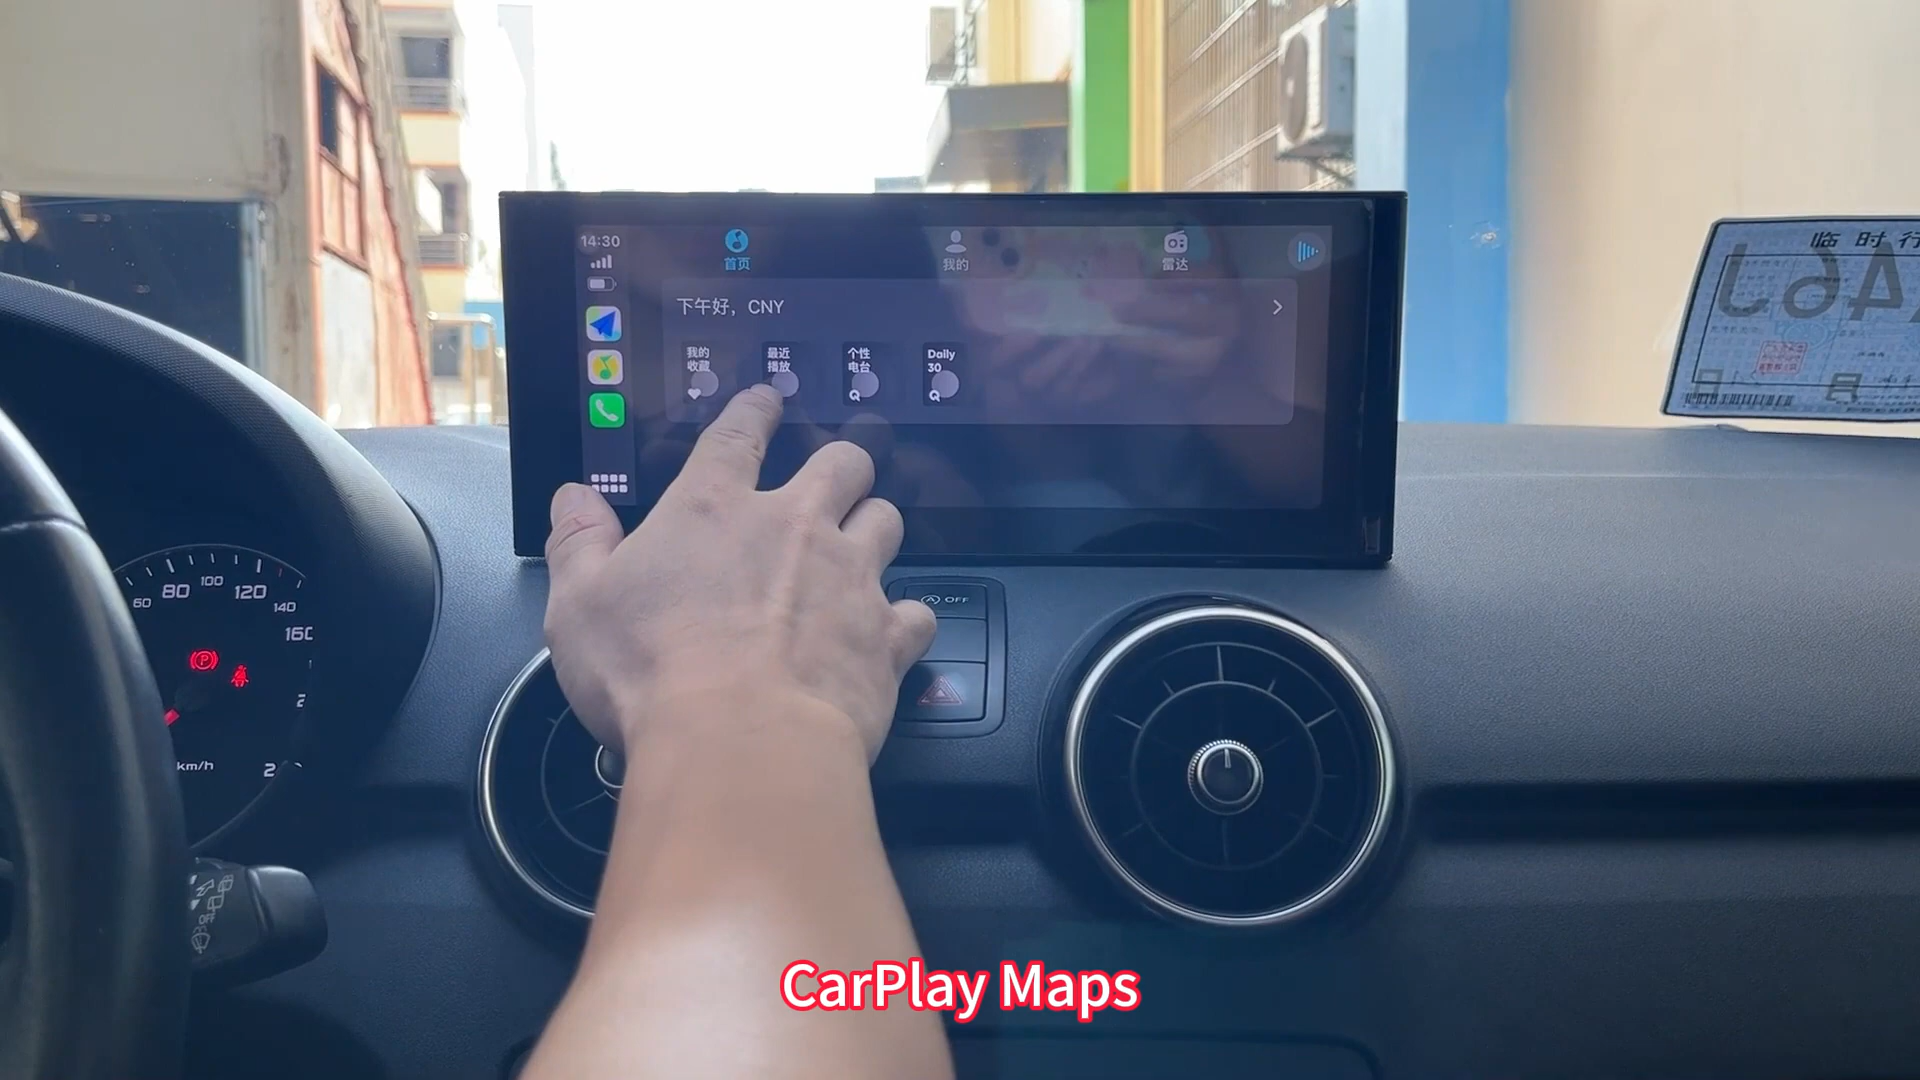 14:30
首页
我的
雷达
下午好，CNY
我的
收藏
最近
播放
个性
电台
Daily
30
临时行
60
80
100
120
140
160
km/h
OFF
OFF
CarPlay Maps